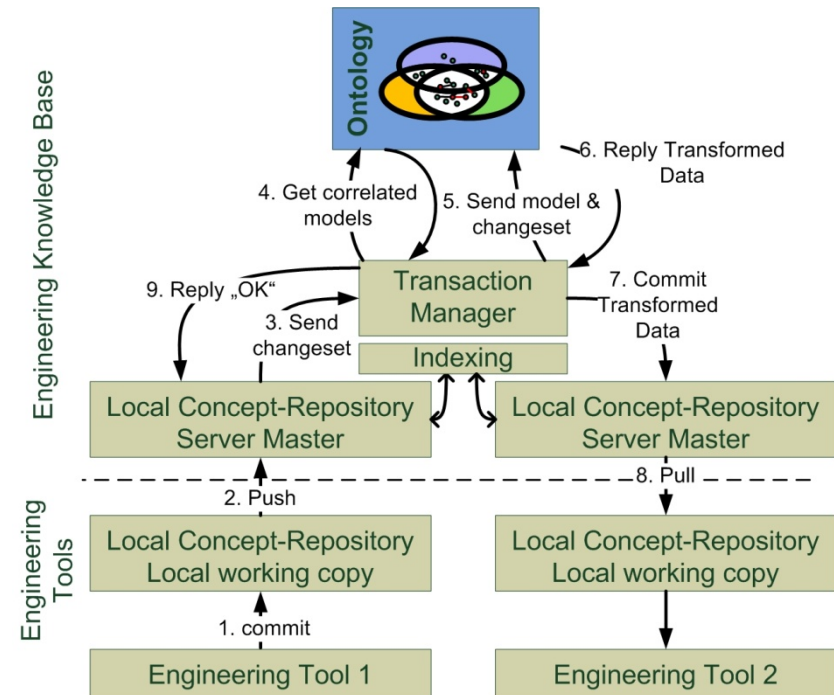 Ontology
6. Reply Transformed
Data
4. Get correlated
models
5. Send model &
changeset
Engineering Knowledge Base
Transaction
Manager
7. Commit
Transformed
Data
9. Reply „OK“
3. Send
changeset
Indexing
Local Concept-Repository
Server Master
Local Concept-Repository
Server Master
2. Push
8. Pull
Engineering
Tools
Local Concept-Repository
Local working copy
Local Concept-Repository
Local working copy
1. commit
Engineering Tool 1
Engineering Tool 2